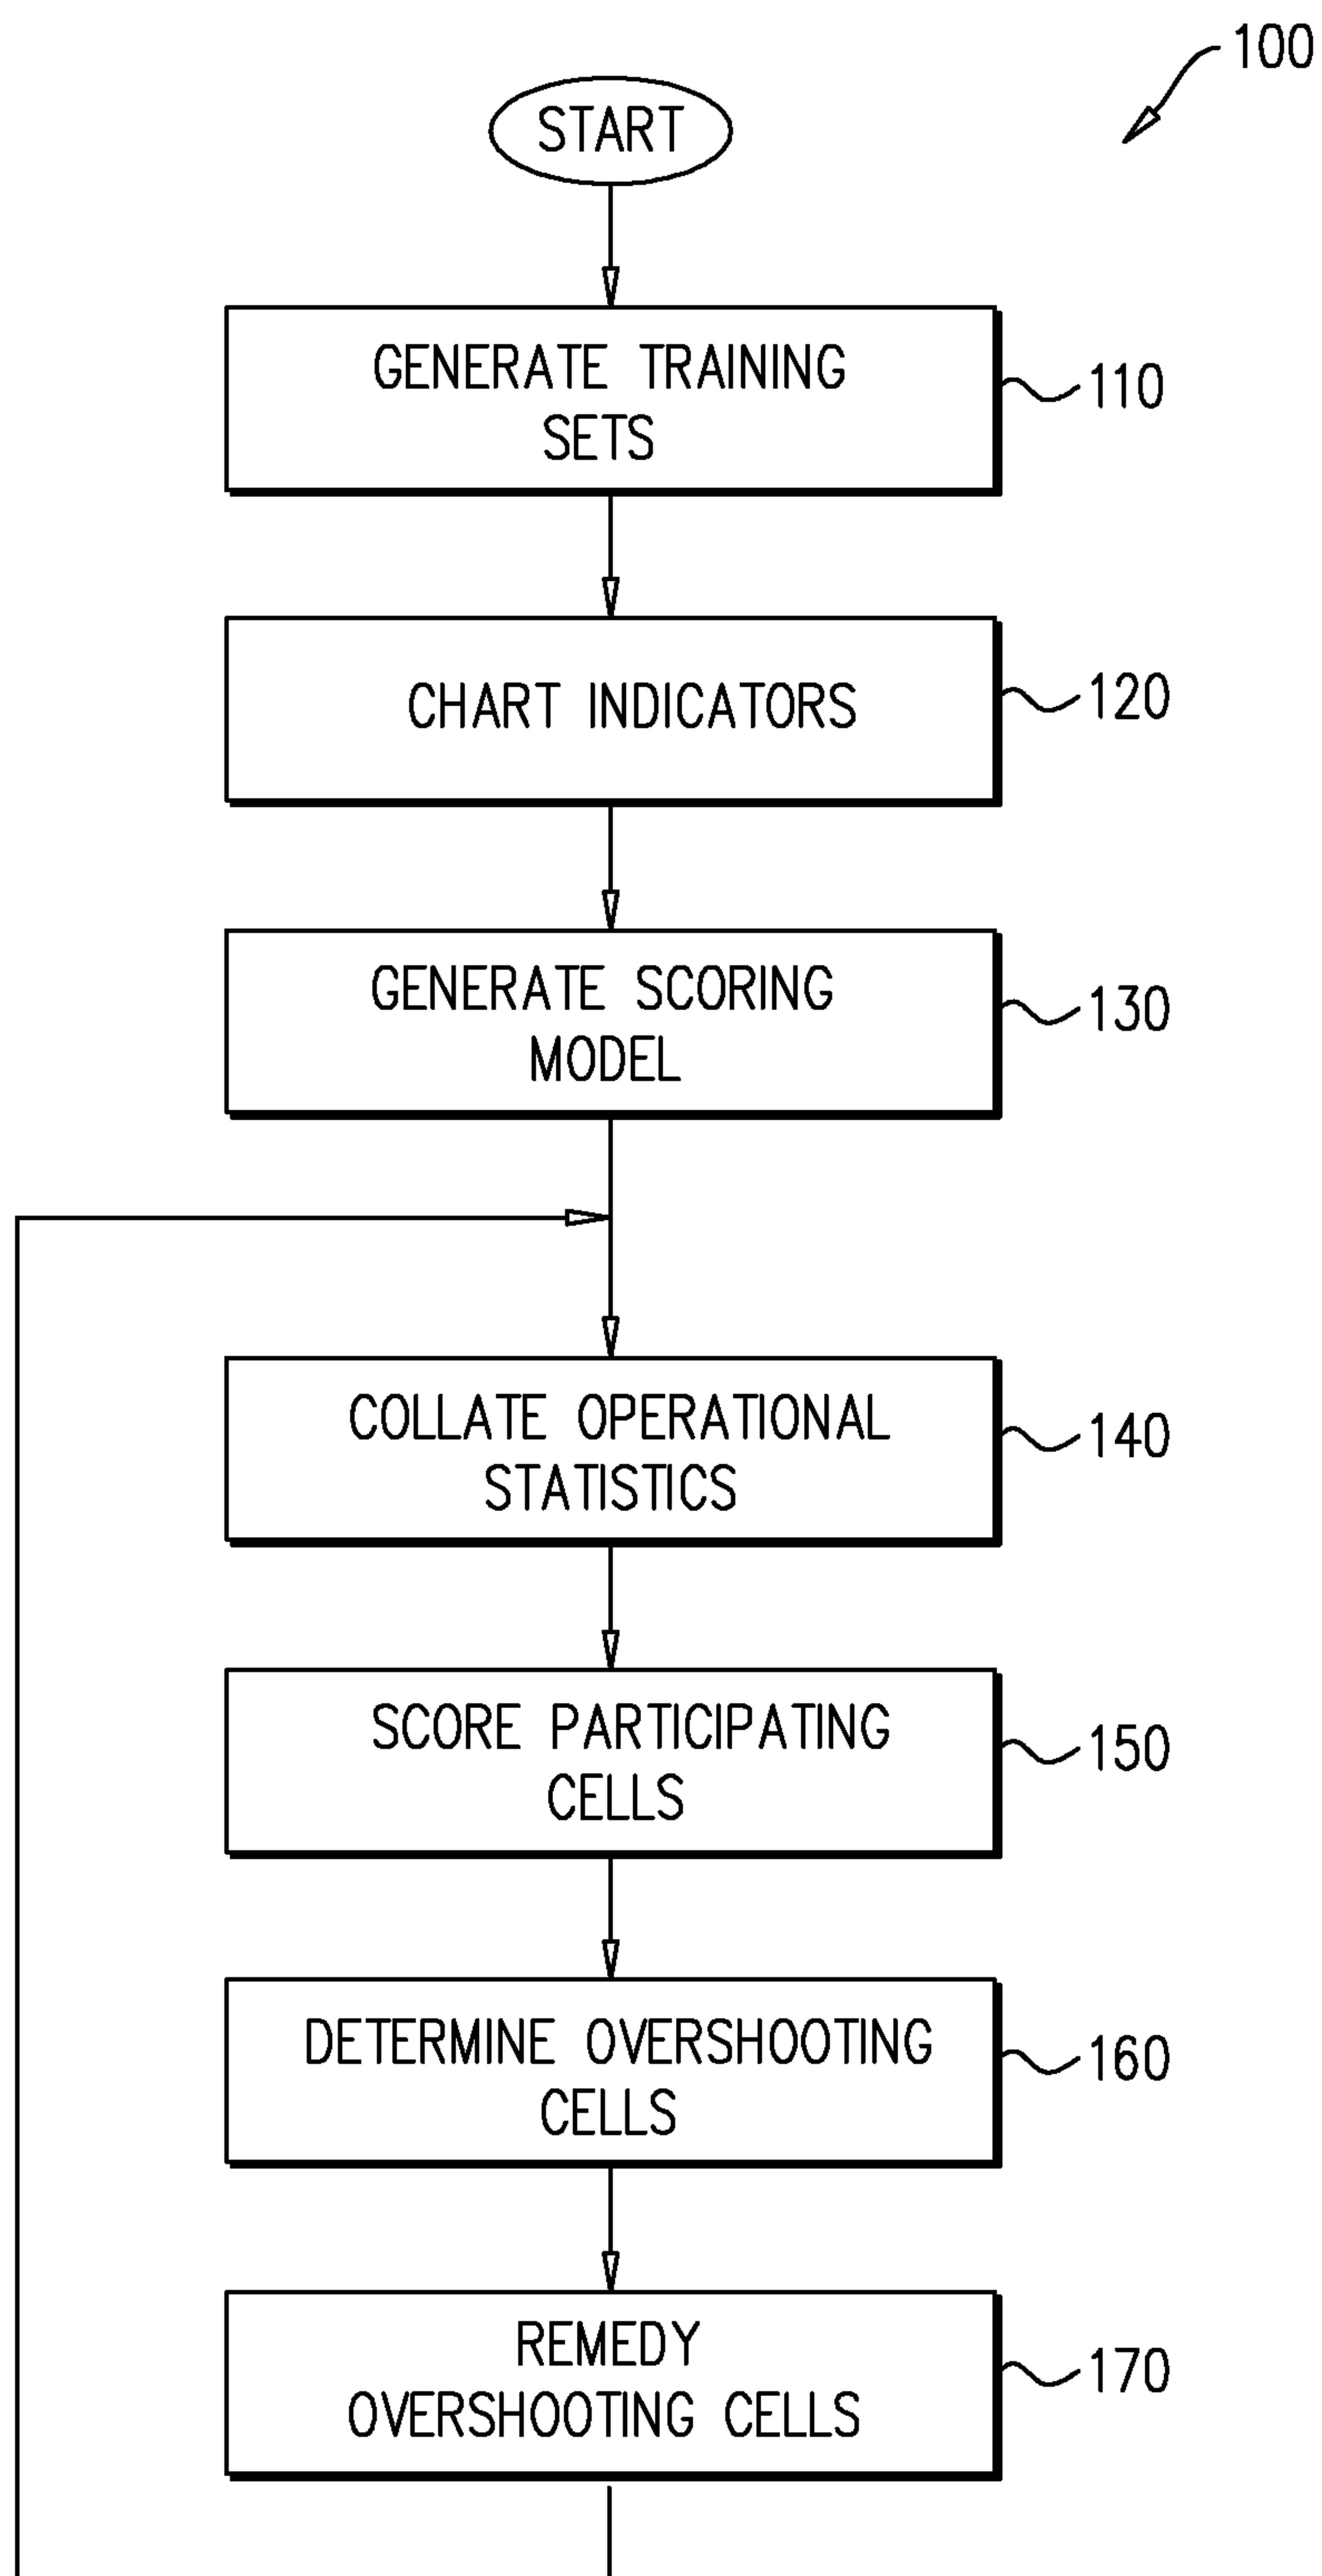 100
START
GENERATE TRAINING
SETS
110
CHART INDICATORS
120
GENERATE SCORING
MODEL
130
COLLATE OPERATIONAL
STATISTICS
140
SCORE PARTICIPATING
CELLS
150
DETERMINE OVERSHOOTING
CELLS
160
REMEDY
OVERSHOOTING CELLS
170